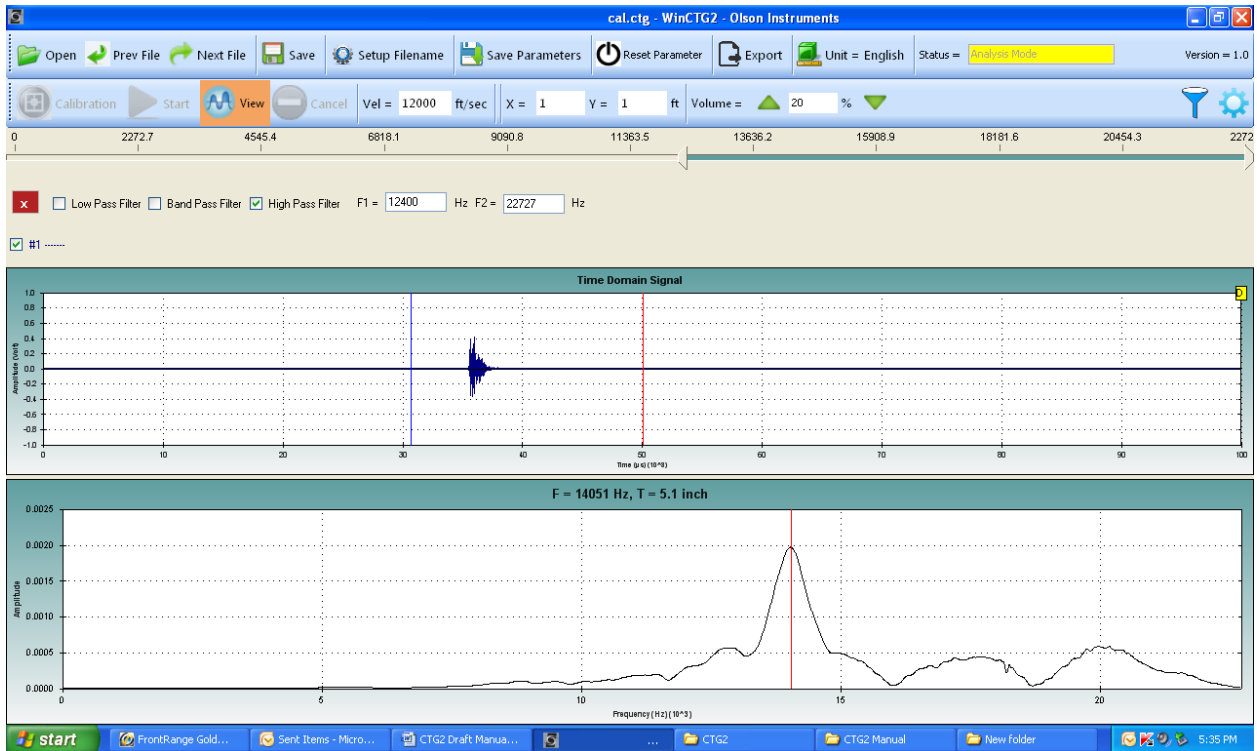 cal.ctg - WinCTG2 - Olson Instruments
Open Prev File Next File Save Setup Filename Save Parameters Reset Parameter Export Unit = English Status = Analysis Mode Version = 1.0
Calibration Start View Cancel Vel = 12000 ft/sec X = 1 Y = 1 ft Volume = 20 %
0 2272.7 4545.4 6818.1 9090.8 11363.5 13636.2 15908.9 18181.6 20454.3 2272
x Low Pass Filter Band Pass Filter High Pass Filter F1 = 12400 Hz F2 = 22727 Hz
#1 -------
Time Domain Signal
D
1.0
0.8
0.6
0.4
0.2
0.0
-0.2
-0.4
-0.6
-0.8
-1.0
Amplitude (Volt)
0 10 20 30 40 50 60 70 80 90 100
Time (µs) (10^3)
F = 14051 Hz, T = 5.1 inch
0.0025
0.0020
0.0015
0.0010
0.0005
0.0000
Amplitude
0 5 10 15 20
Frequency (Hz) (10^3)
start FrontRange Gold... Sent Items - Micro... CTG2 Draft Manua... ... CTG2 CTG2 Manual New folder 5:35 PM